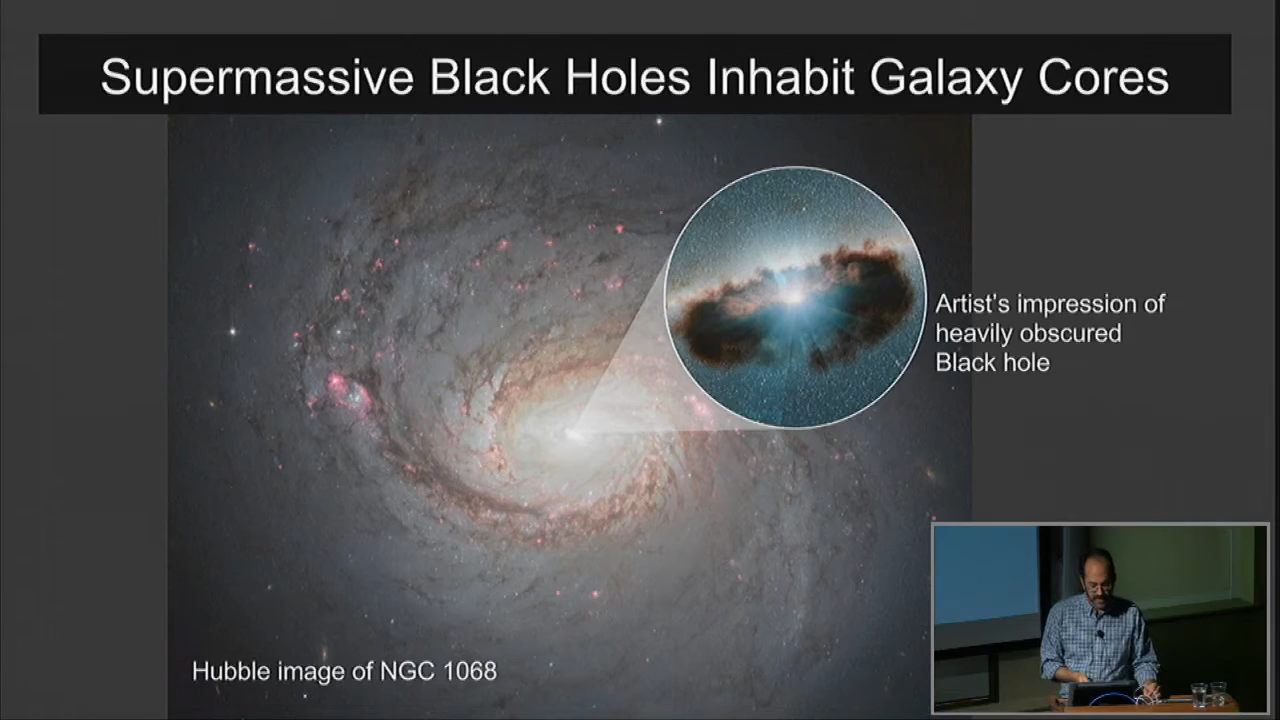 Supermassive Black Holes Inhabit Galaxy Cores
Artist's impression of
heavily obscured
Black hole
Hubble image of NGC 1068